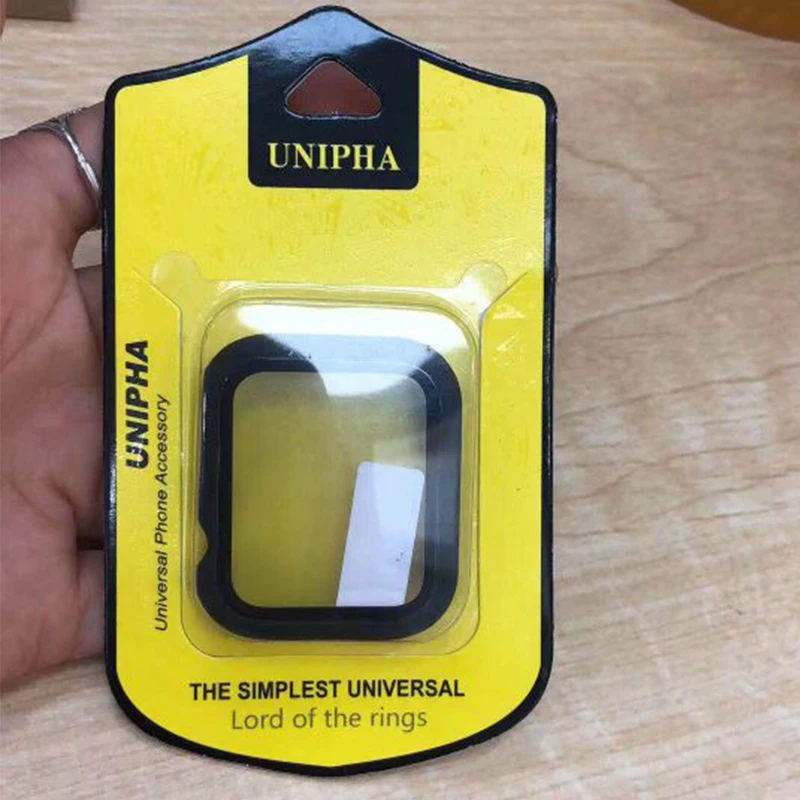 UNIPHA
UNIPHA
Universal Phone Accessory
THE SIMPLEST UNIVERSAL
Lord of the rings